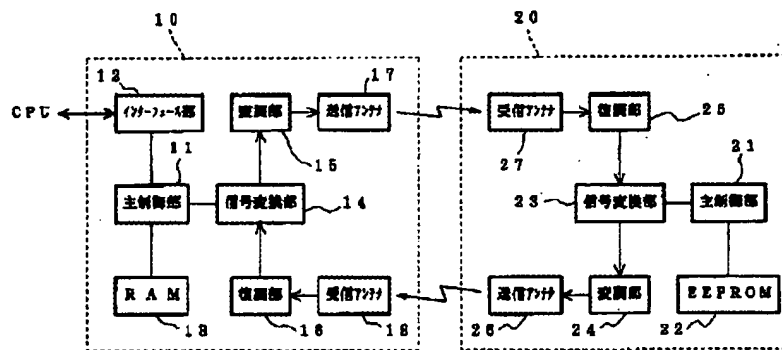 10
20
12
17
CPU
インターフェース部
変調部
送信アンテナ
受信アンテナ
復調部
25
15
27
11
21
主制御部
信号変換部
14
23
信号変換部
主制御部
RAM
復調部
受信アンテナ
送信アンテナ
変調部
EEPROM
13
16
18
26
24
22